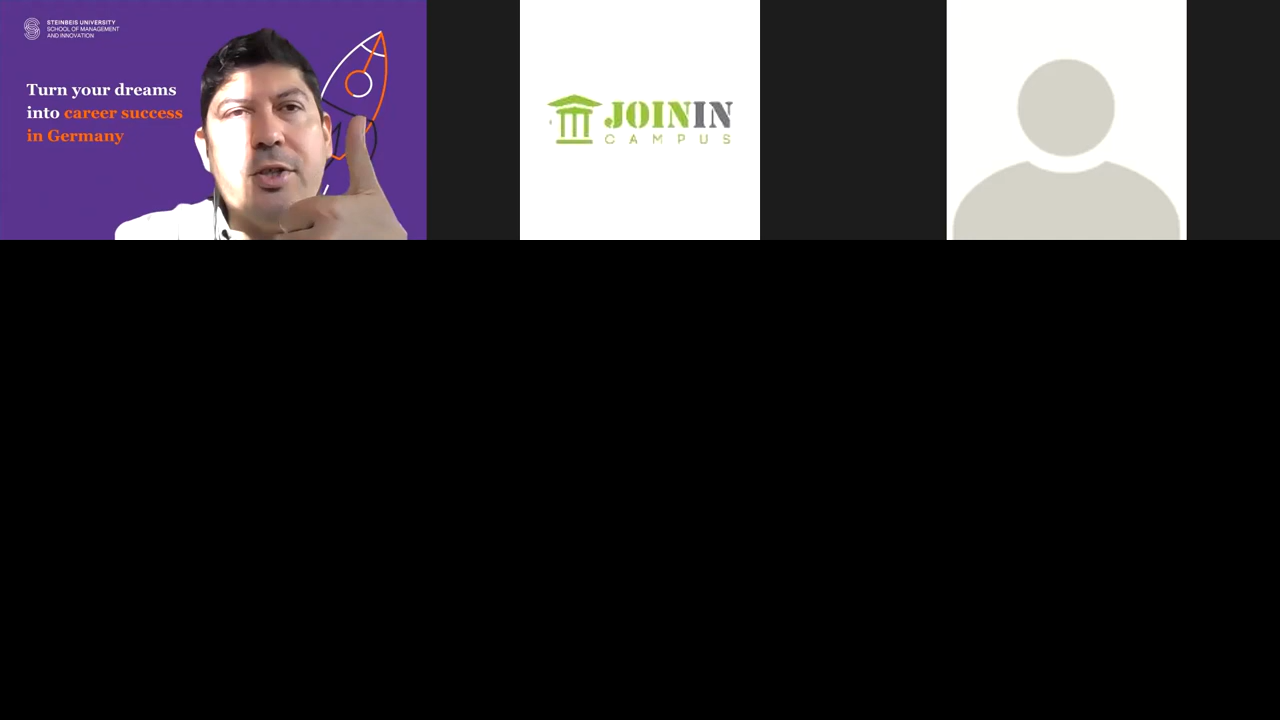 STEINBEIS UNIVERSITY
SCHOOL OF MANAGEMENT
AND INNOVATION
Turn your dreams
into career success
in Germany
JOININ
CAMPUS